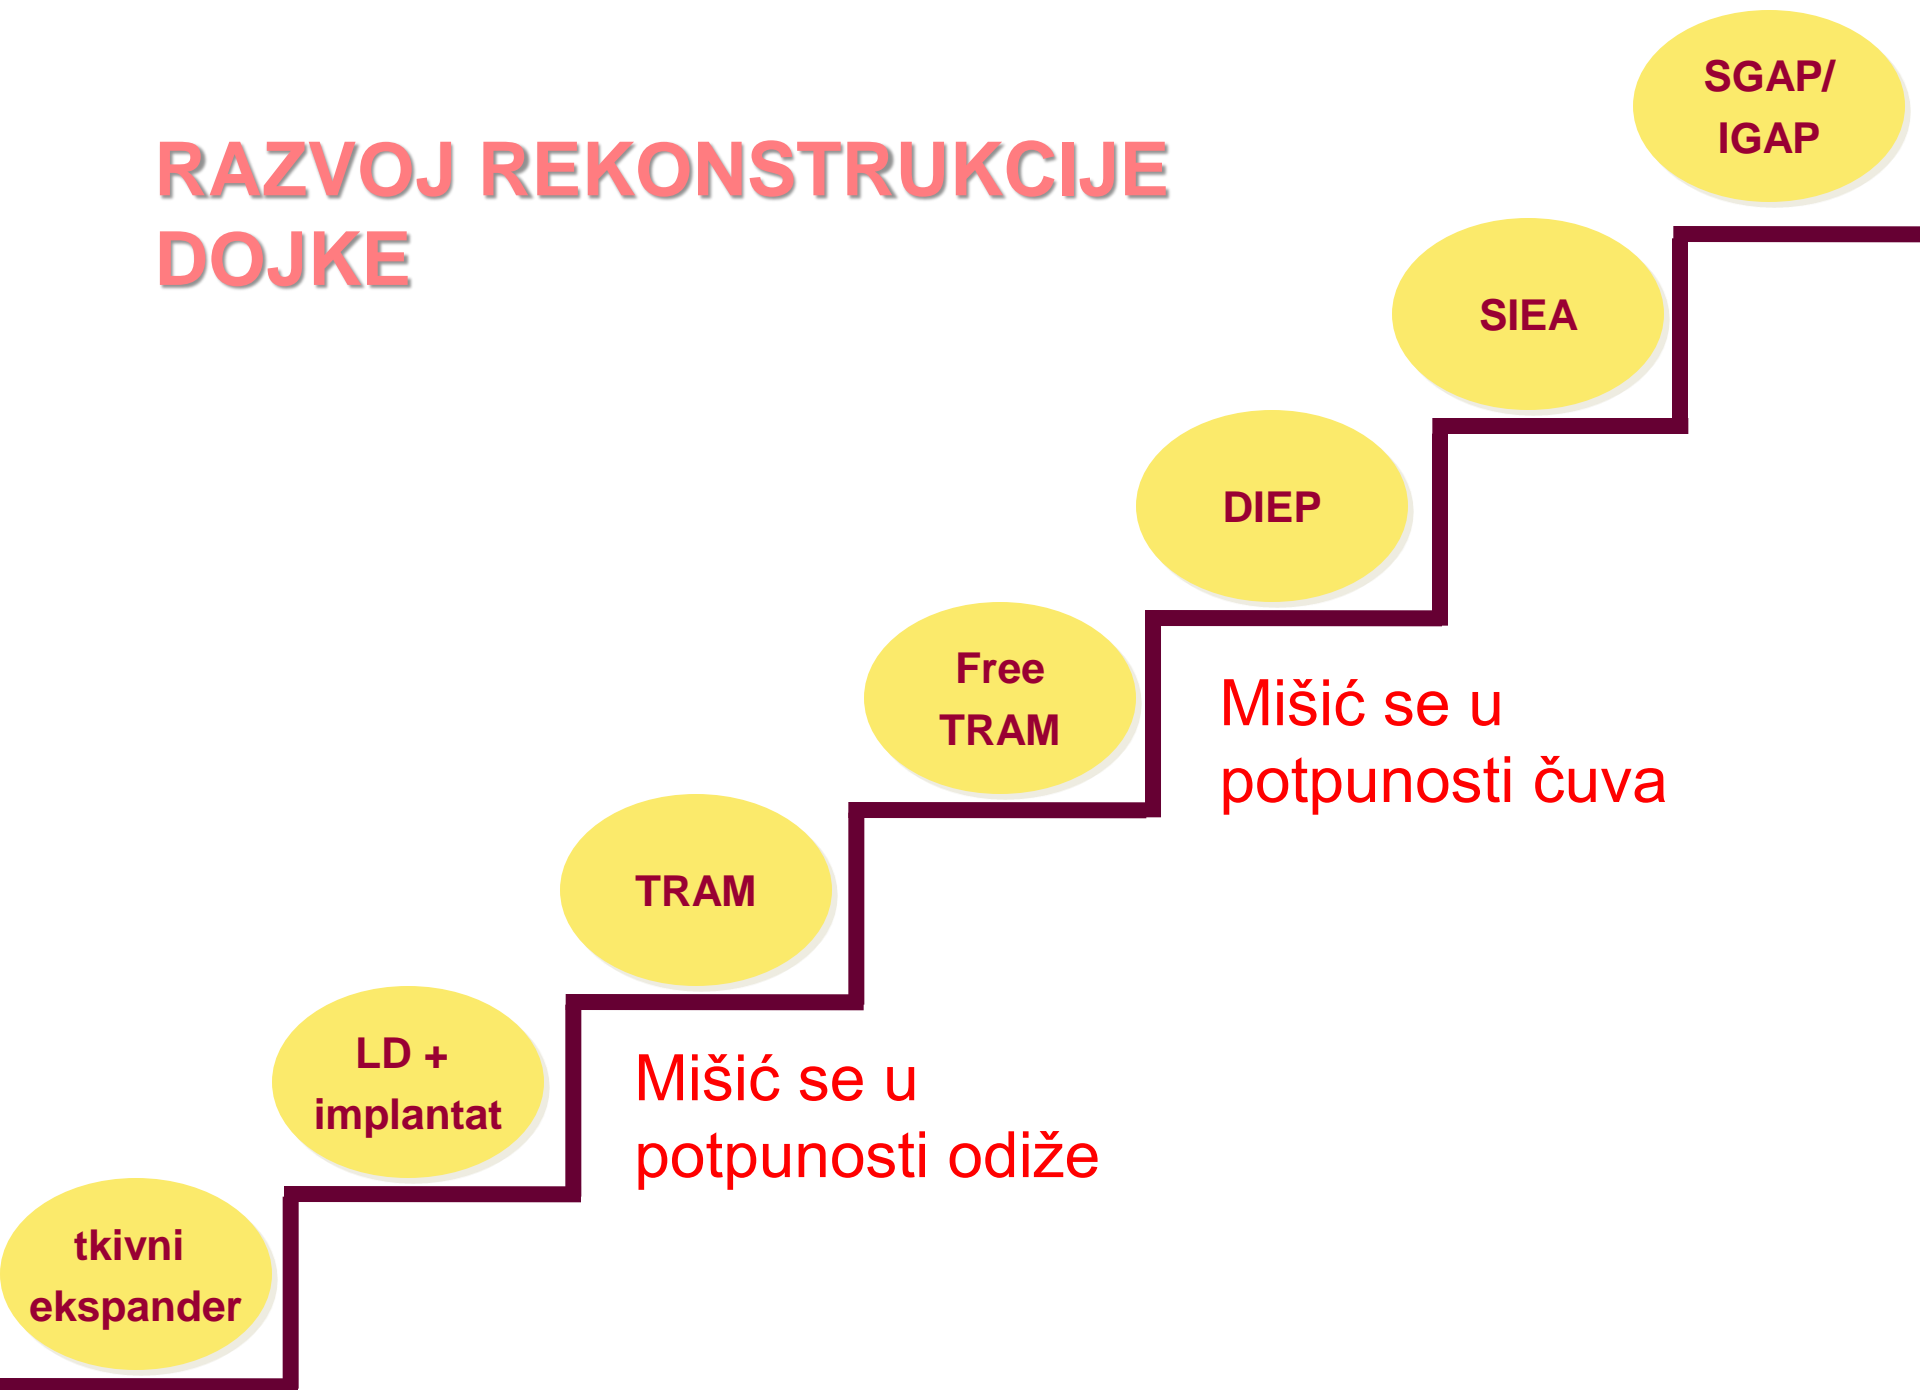 RAZVOJ REKONSTRUKCIJE
DOJKE
SGAP/
IGAP
SIEA
DIEP
Free
TRAM
Mišić se u
potpunosti čuva
TRAM
LD +
implantat
Mišić se u
potpunosti odiže
tkivni
ekspander